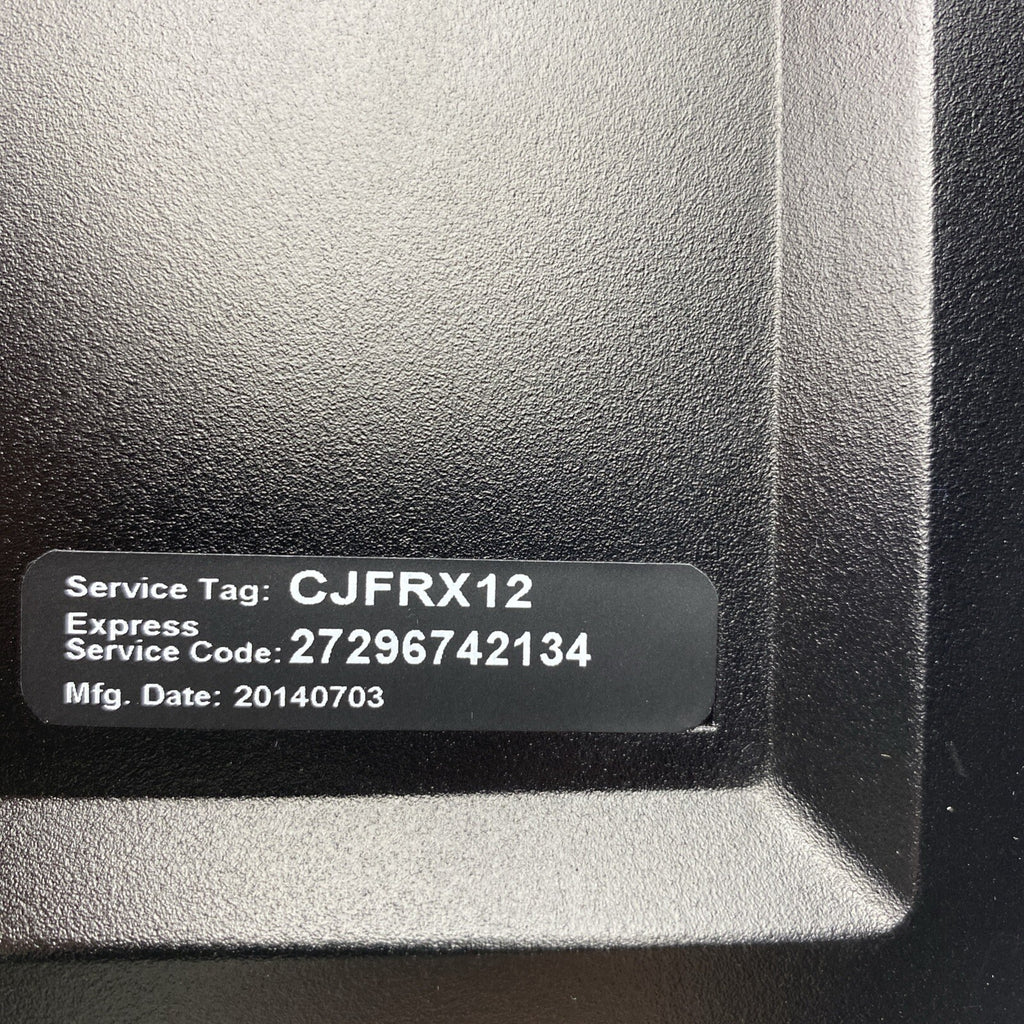 Service Tag: CJFRX12
Express
Service Code: 27296742134
Mfg. Date: 20140703